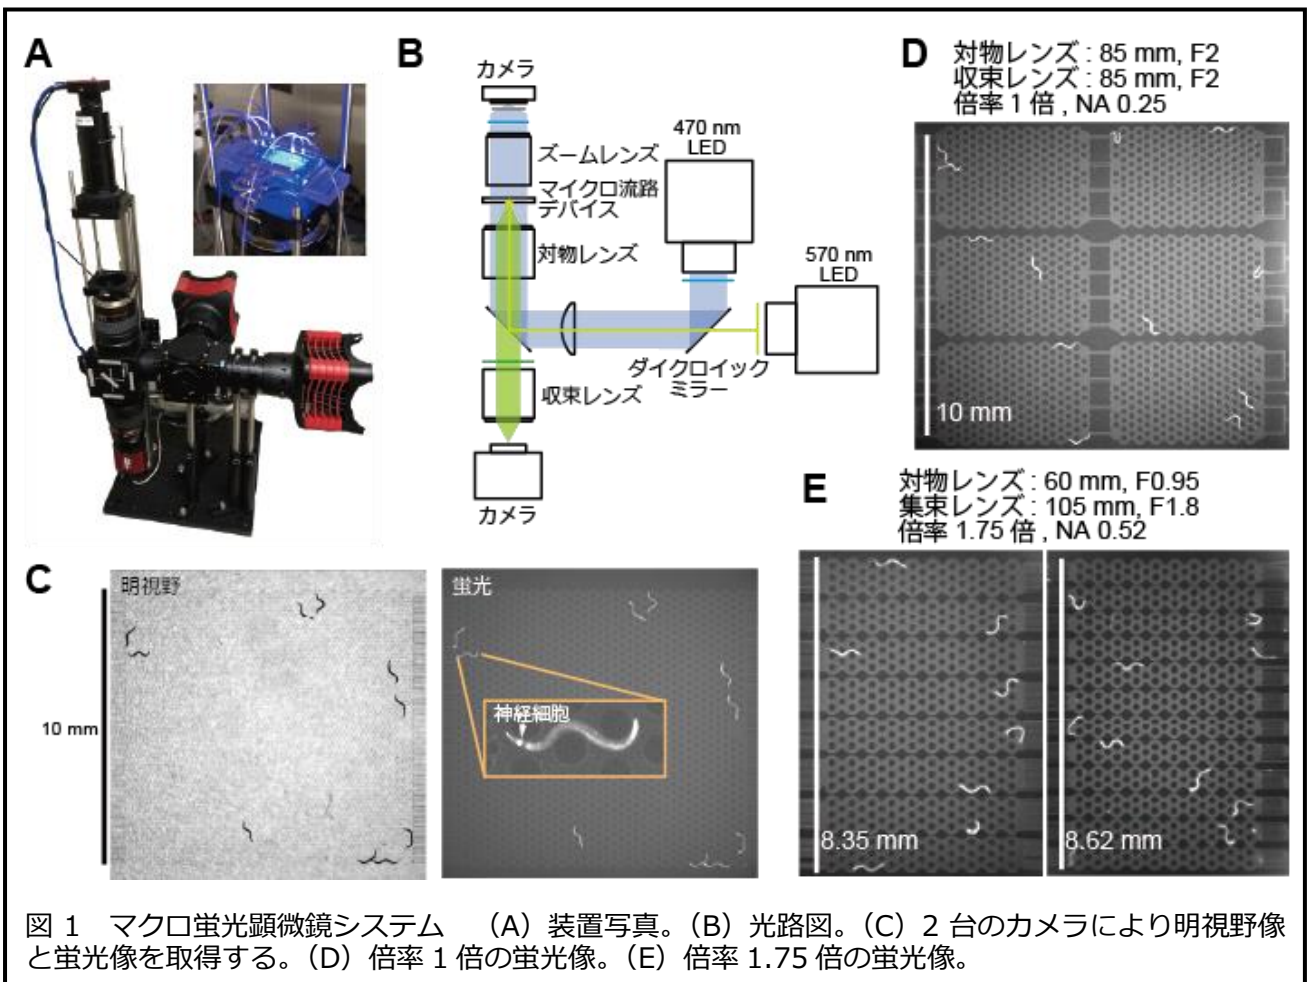 A
B
カメラ
470 nm
LED
ズームレンズ
マイクロ流路
デバイス
対物レンズ
570 nm
LED
ダイクロイック
ミラー
収束レンズ
カメラ
C
明視野
10 mm
蛍光
神経細胞
D
対物レンズ : 85 mm, F2
収束レンズ : 85 mm, F2
倍率 1 倍 , NA 0.25
10 mm
E
対物レンズ : 60 mm, F0.95
集束レンズ : 105 mm, F1.8
倍率 1.75 倍 , NA 0.52
8.35 mm
8.62 mm
図 1 マクロ蛍光顕微鏡システム （A）装置写真。（B）光路図。（C）2 台のカメラにより明視野像
と蛍光像を取得する。（D）倍率 1 倍の蛍光像。（E）倍率 1.75 倍の蛍光像。